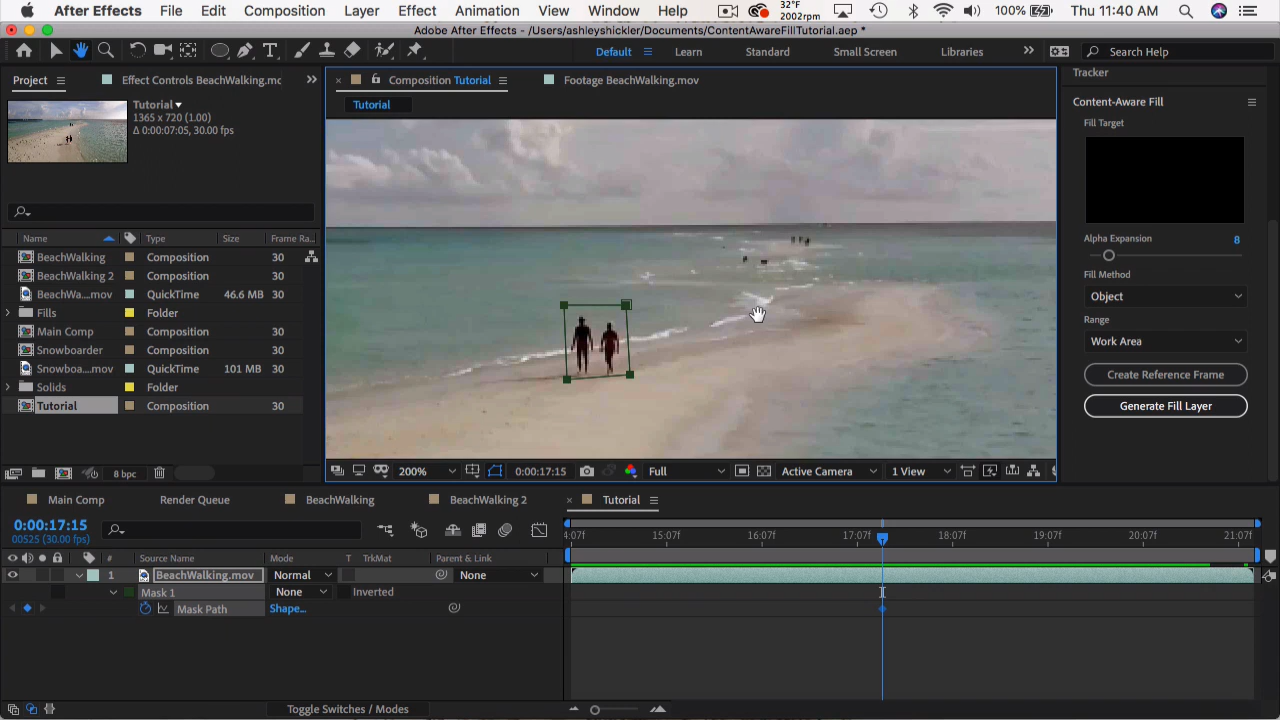 After Effects File Edit Composition Layer Effect Animation View Window Help 32°F 2002rpm 100% Thu 11:40 AM
Adobe After Effects - /Users/ashleyshickler/Documents/ContentAwareFillTutorial.aep *
Default Learn Standard Small Screen Libraries Search Help
Project Effect Controls BeachWalking.mc Composition Tutorial Footage BeachWalking.mov Tracker
Tutorial
1365 x 720 (1.00)
Δ 0:00:07:05, 30.00 fps
Tutorial
Content-Aware Fill
Fill Target
Name Type Size Frame Ra...
BeachWalking Composition 30
BeachWalking 2 Composition 30
BeachWa....mov QuickTime 46.6 MB 30
Fills Folder
Main Comp Composition 30
Snowboarder Composition 30
Snowboa....mov QuickTime 101 MB 30
Solids Folder
Tutorial Composition 30
Alpha Expansion 8
Fill Method
Object
Range
Work Area
Create Reference Frame
Generate Fill Layer
8 bpc 200% 0:00:17:15 Full Active Camera 1 View
Main Comp Render Queue BeachWalking BeachWalking 2 Tutorial
0:00:17:15
00525 (30.00 fps)
4:07f 15:07f 16:07f 17:07f 18:07f 19:07f 20:07f 21:07f
# Source Name Mode T TrkMat Parent & Link
1 BeachWalking.mov Normal None
Mask 1 None Inverted
Mask Path Shape...
Toggle Switches / Modes